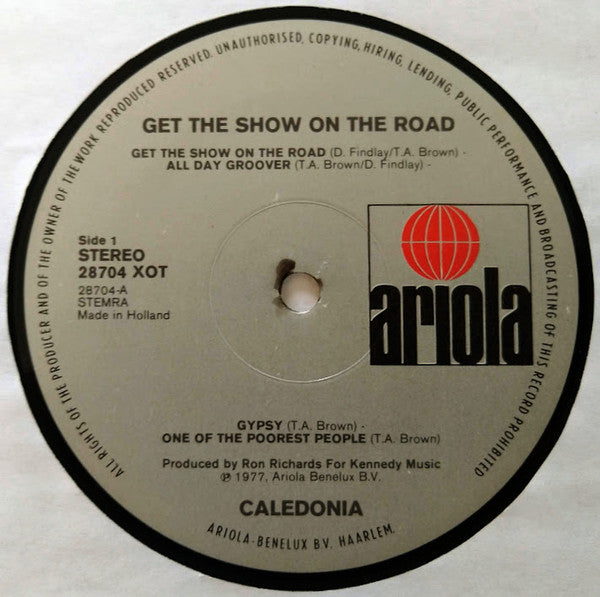 ALL RIGHTS OF THE PRODUCER AND OF THE OWNER OF THE WORK REPRODUCED RESERVED. UNAUTHORISED, COPYING, HIRING, LENDING, PUBLIC PERFORMANCE AND BROADCASTING OF THIS RECORD PROHIBITED
GET THE SHOW ON THE ROAD
GET THE SHOW ON THE ROAD (D. Findlay/T.A. Brown) -
ALL DAY GROOVER (T.A. Brown/D. Findlay) -
Side 1
STEREO
28704 XOT
28704-A
STEMRA
Made in Holland
ariola
GYPSY (T.A. Brown) -
ONE OF THE POOREST PEOPLE (T.A. Brown)
Produced by Ron Richards For Kennedy Music
℗ 1977, Ariola Benelux B.V.
CALEDONIA
ARIOLA-BENELUX B.V. HAARLEM.